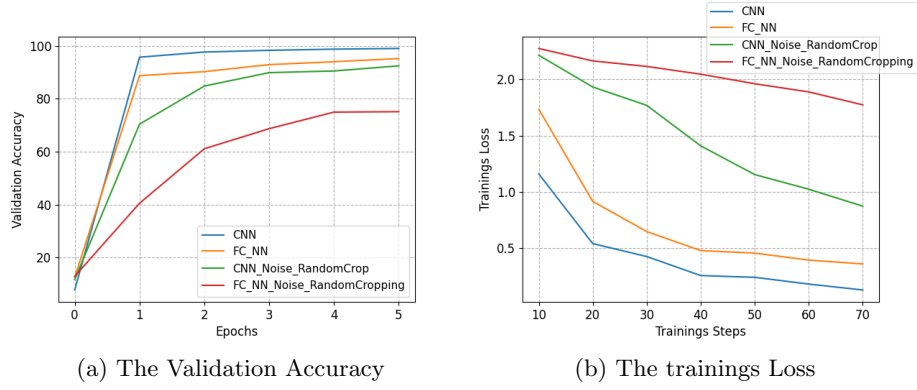 100
80
60
40
20
Validation Accuracy
CNN
FC_NN
CNN_Noise_RandomCrop
FC_NN_Noise_RandomCropping
0 1 2 3 4 5
Epochs
(a) The Validation Accuracy
CNN
FC_NN
CNN_Noise_RandomCrop
FC_NN_Noise_RandomCropping
2.0
1.5
1.0
0.5
Trainings Loss
10 20 30 40 50 60 70
Trainings Steps
(b) The trainings Loss